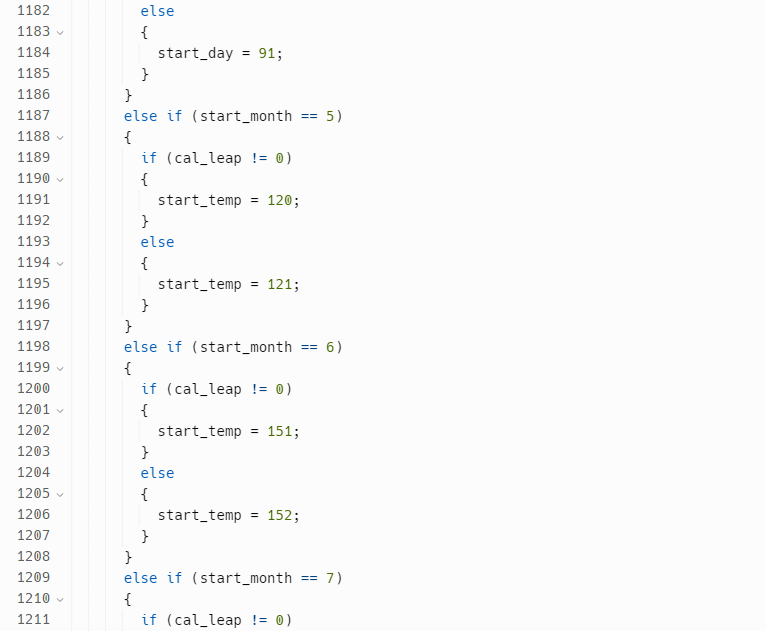 1182 else
1183 {
1184 start_day = 91;
1185 }
1186 }
1187 else if (start_month == 5)
1188 {
1189 if (cal_leap != 0)
1190 {
1191 start_temp = 120;
1192 }
1193 else
1194 {
1195 start_temp = 121;
1196 }
1197 }
1198 else if (start_month == 6)
1199 {
1200 if (cal_leap != 0)
1201 {
1202 start_temp = 151;
1203 }
1204 else
1205 {
1206 start_temp = 152;
1207 }
1208 }
1209 else if (start_month == 7)
1210 {
1211 if (cal_leap != 0)